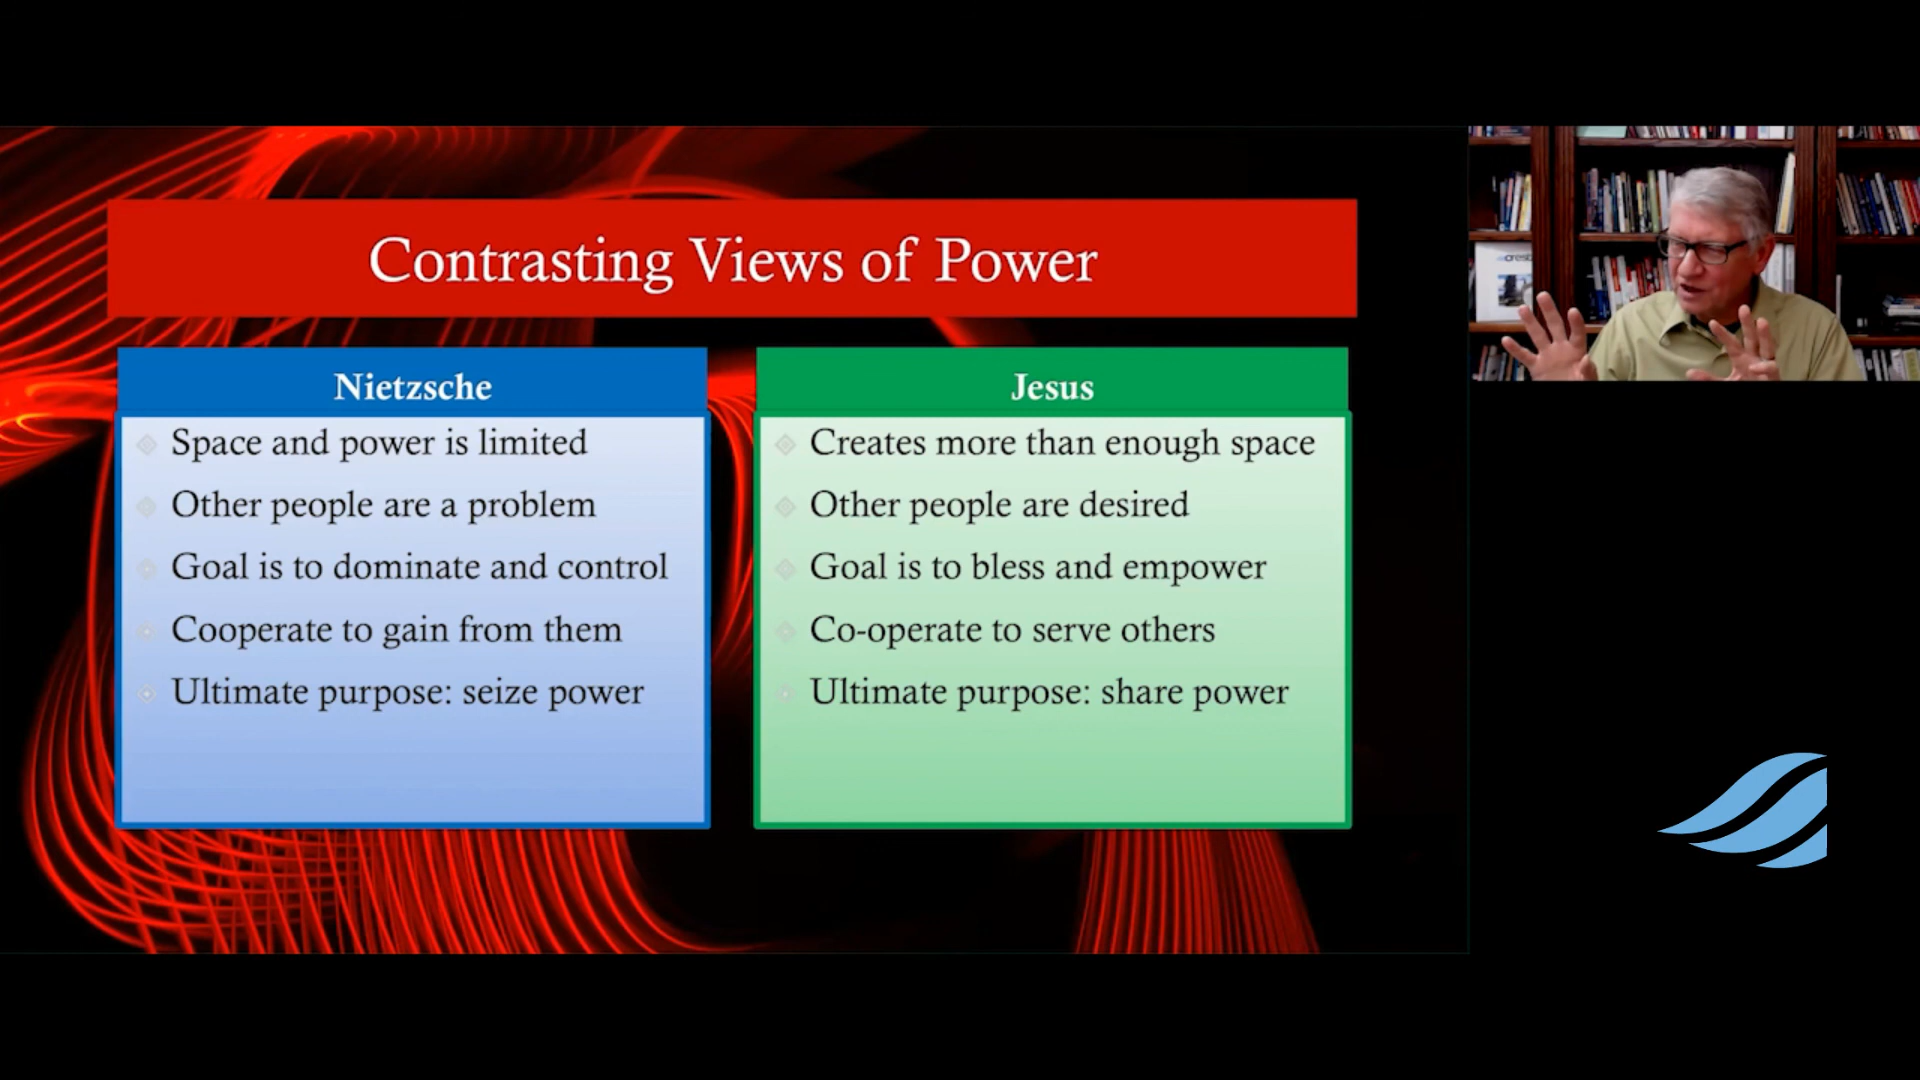 Contrasting Views of Power
Nietzsche
Space and power is limited
Other people are a problem
Goal is to dominate and control
Cooperate to gain from them
Ultimate purpose: seize power
Jesus
Creates more than enough space
Other people are desired
Goal is to bless and empower
Co-operate to serve others
Ultimate purpose: share power